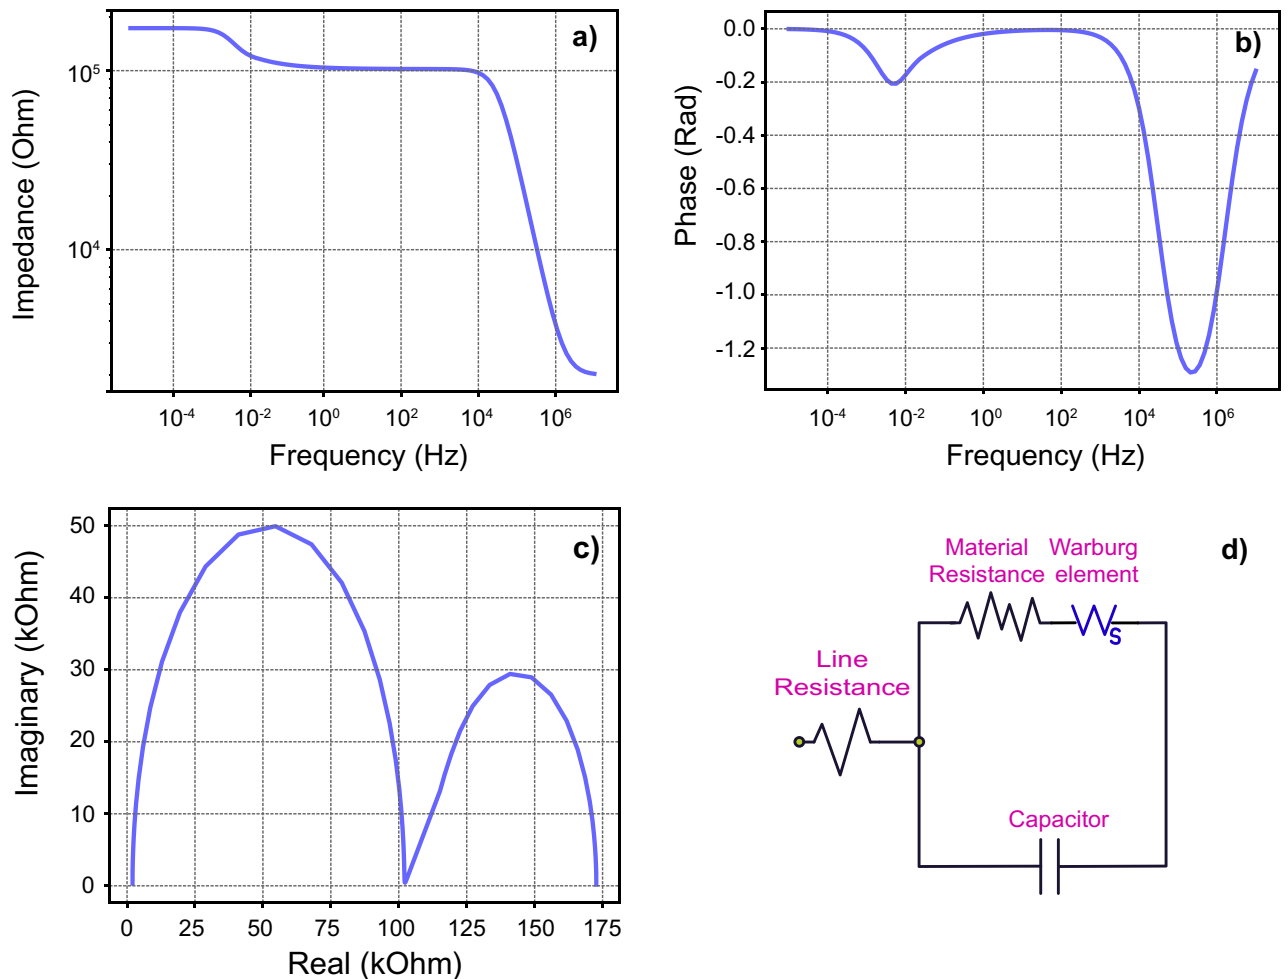 a)
Impedance (Ohm)
10⁵
10⁴
10⁻⁴ 10⁻² 10⁰ 10² 10⁴ 10⁶
Frequency (Hz)
b)
Phase (Rad)
0.0
-0.2
-0.4
-0.6
-0.8
-1.0
-1.2
10⁻⁴ 10⁻² 10⁰ 10² 10⁴ 10⁶
Frequency (Hz)
c)
Imaginary (kOhm)
50
40
30
20
10
0
0 25 50 75 100 125 150 175
Real (kOhm)
d)
Material Warburg
Resistance element
S
Line
Resistance
Capacitor